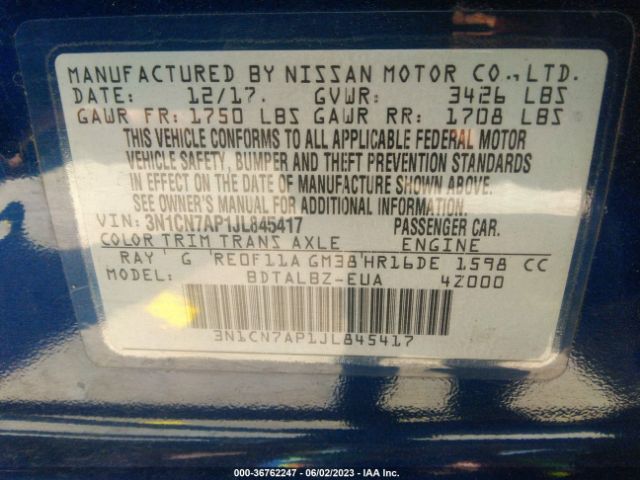 MANUFACTURED BY NISSAN MOTOR CO., LTD.
DATE: 12/17. GVWR: 3426 LBS
GAWR FR: 1750 LBS GAWR RR: 1708 LBS
THIS VEHICLE CONFORMS TO ALL APPLICABLE FEDERAL MOTOR
VEHICLE SAFETY, BUMPER AND THEFT PREVENTION STANDARDS
IN EFFECT ON THE DATE OF MANUFACTURE SHOWN ABOVE.
SEE OWNER'S MANUAL FOR ADDITIONAL INFORMATION.
VIN: 3N1CN7AP1JL845417 PASSENGER CAR.
COLOR TRIM TRANS AXLE ENGINE
RAY G RE0F11A GM38 HR16DE 1598 CC
MODEL: BDTALBZ-EUA 4Z000
3N1CN7AP1JL845417
000-36762247 - 06/02/2023 - IAA Inc.